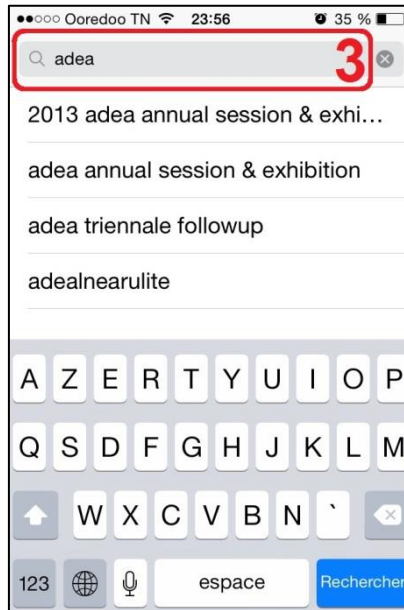 Ooredoo TN 23:56 35 %
adea 3
2013 adea annual session & exhi...
adea annual session & exhibition
adea triennale followup
adealnearulite
A Z E R T Y U I O P
Q S D F G H J K L M
W X C V B N `
123 espace Rechercher